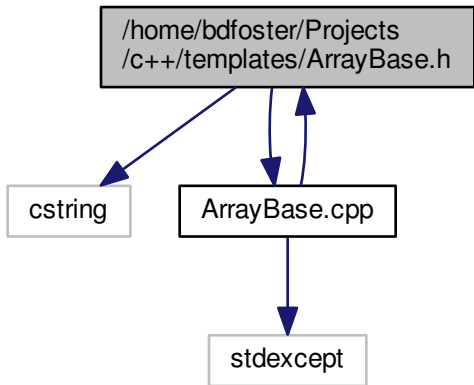 /home/bdfoster/Projects
/c++/templates/ArrayBase.h
cstring
ArrayBase.cpp
stdexcept